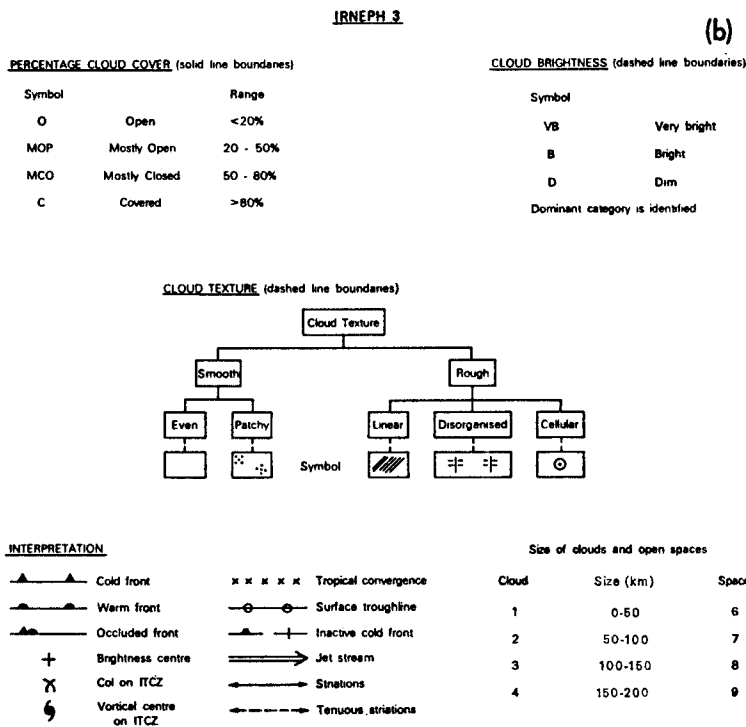 IRNEPH 3
(b)
PERCENTAGE CLOUD COVER (solid line boundaries)
Symbol Range
O Open <20%
MOP Mostly Open 20 - 50%
MCO Mostly Closed 50 - 80%
C Covered >80%
CLOUD BRIGHTNESS (dashed line boundaries)
Symbol
VB Very bright
B Bright
D Dim
Dominant category is identified
CLOUD TEXTURE (dashed line boundaries)
Cloud Texture
Smooth Rough
Even Patchy Linear Disorganised Cellular
Symbol
INTERPRETATION
Cold front
Warm front
Occluded front
Brightness centre
Col on ITCZ
Vortical centre
on ITCZ
Tropical convergence
Surface troughline
Inactive cold front
Jet stream
Striations
Tenuous striations
Size of clouds and open spaces
Cloud Size (km) Space
1 0-50 6
2 50-100 7
3 100-150 8
4 150-200 9